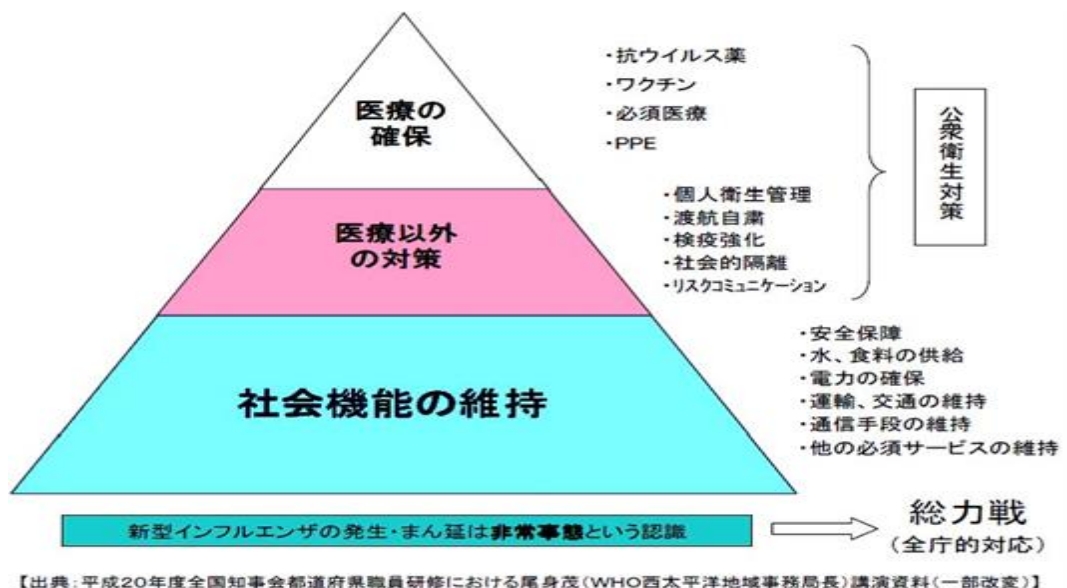 医療の
確保
・抗ウイルス薬
・ワクチン
・必須医療
・PPE
公衆衛生対策
医療以外
の対策
・個人衛生管理
・渡航自粛
・検疫強化
・社会的隔離
・リスクコミュニケーション
社会機能の維持
・安全保障
・水、食料の供給
・電力の確保
・運輸、交通の維持
・通信手段の維持
・他の必須サービスの維持
新型インフルエンザの発生・まん延は非常事態という認識
総力戦
(全庁的対応)
【出典:平成20年度全国知事会都道府県職員研修における尾身茂(WHO西太平洋地域事務局長)講演資料(一部改変)】